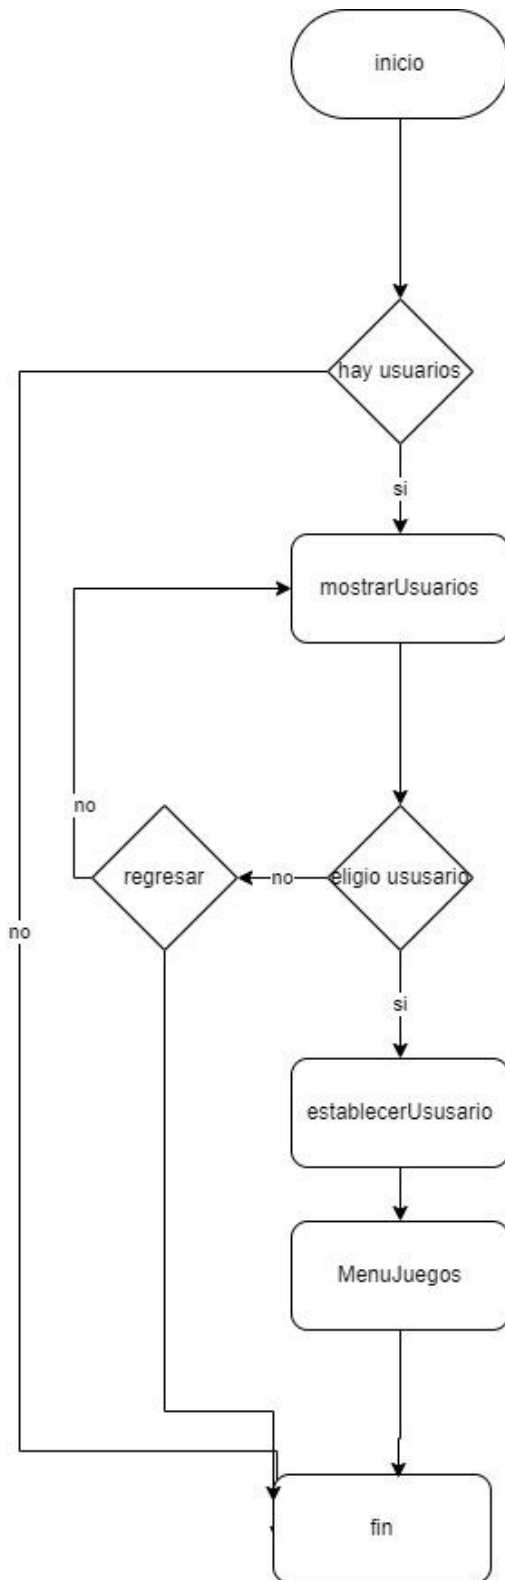 inicio
hay usuarios
si
mostrarUsuarios
no
regresar
no
eligio ususario
no
si
establecerUsusario
MenuJuegos
fin